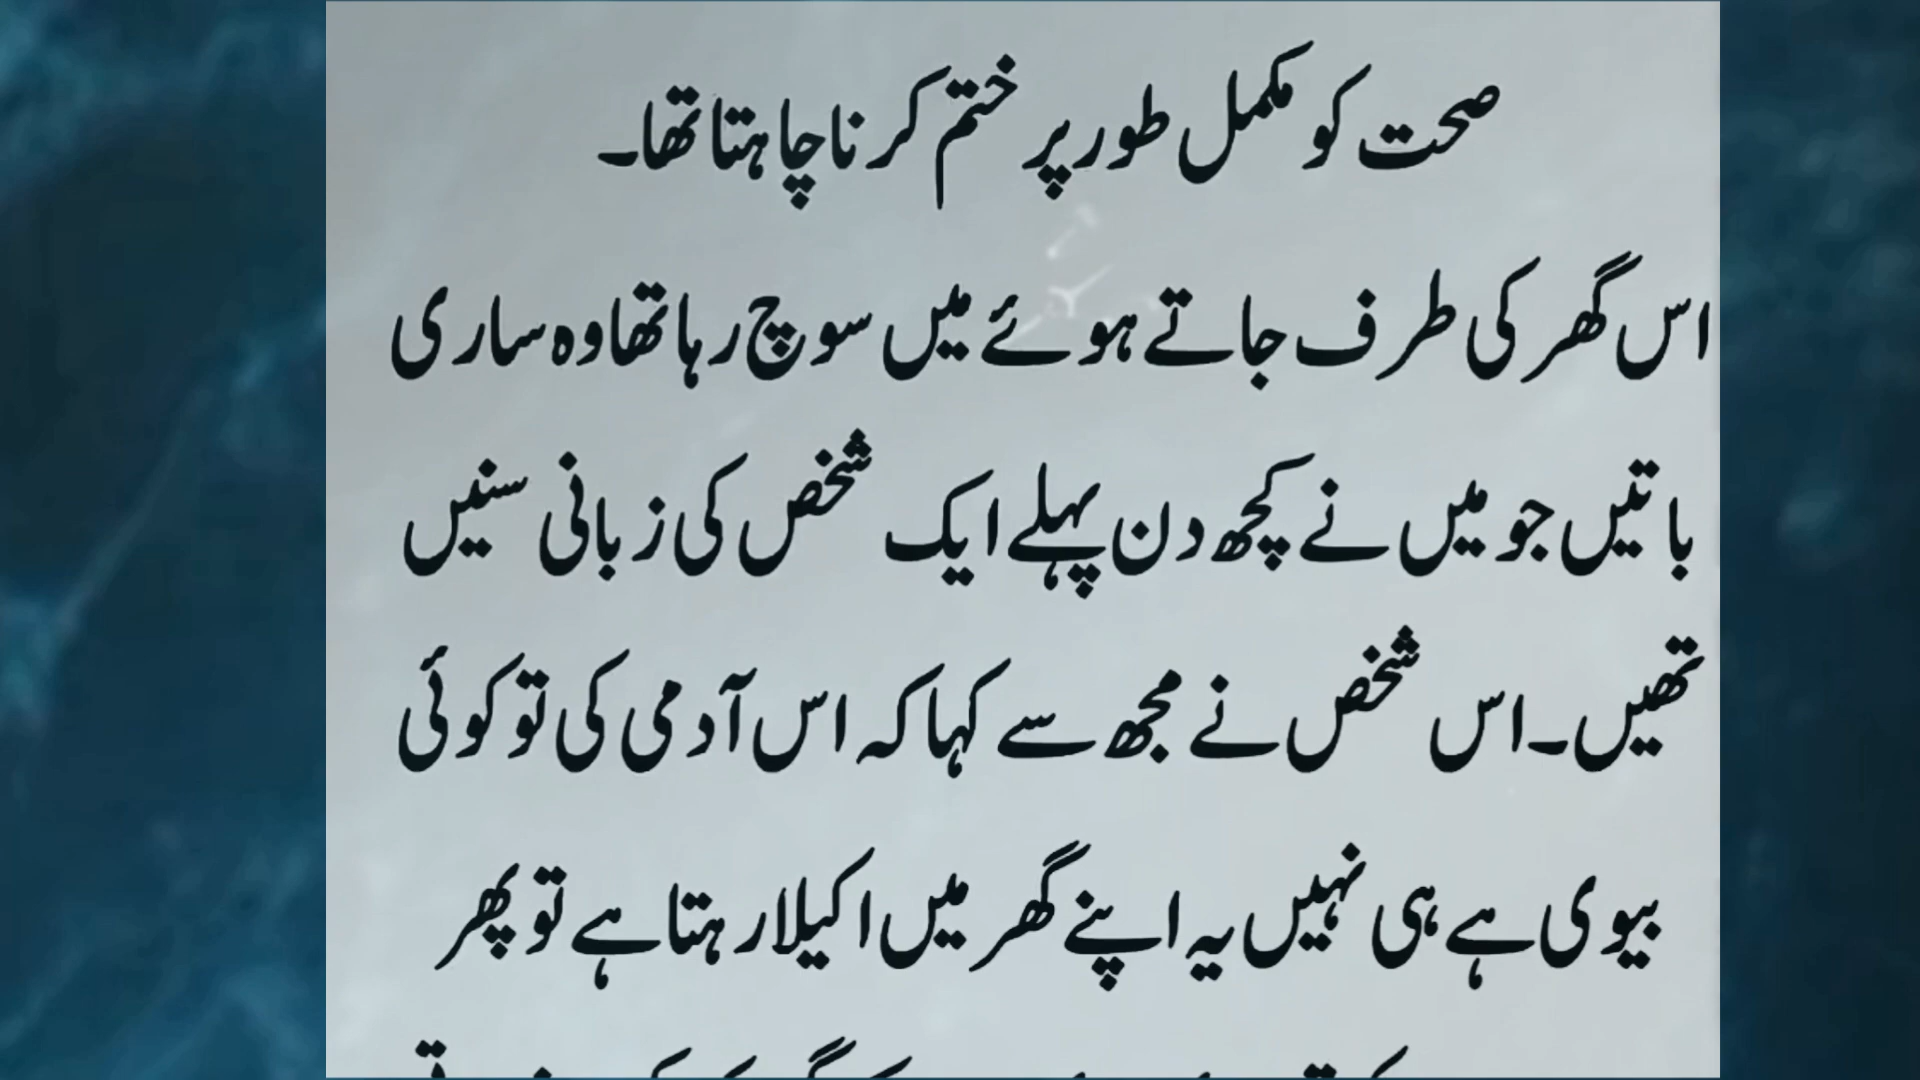 صحت کو مکمل طور پر ختم کرنا چاہتا تھا۔
اس گھر کی طرف جاتے ہوئے میں سوچ رہا تھا وہ ساری
باتیں جو میں نے کچھ دن پہلے ایک شخص کی زبانی سنیں
تھیں۔ اس شخص نے مجھ سے کہا کہ اس آدمی کی تو کوئی
بیوی ہے ہی نہیں یہ اپنے گھر میں اکیلا رہتا ہے تو پھر